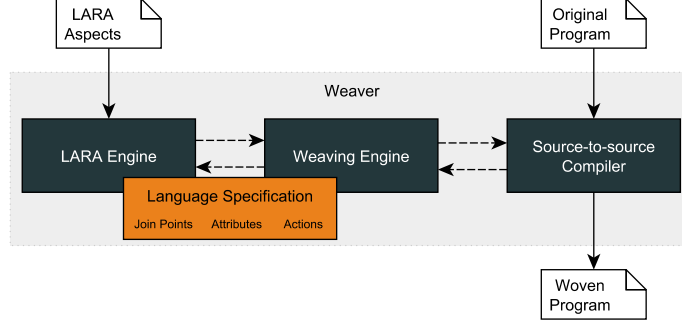 LARA
Aspects
Original
Program
Weaver
LARA Engine
Weaving Engine
Source-to-source
Compiler
Language Specification
Join Points Attributes Actions
Woven
Program